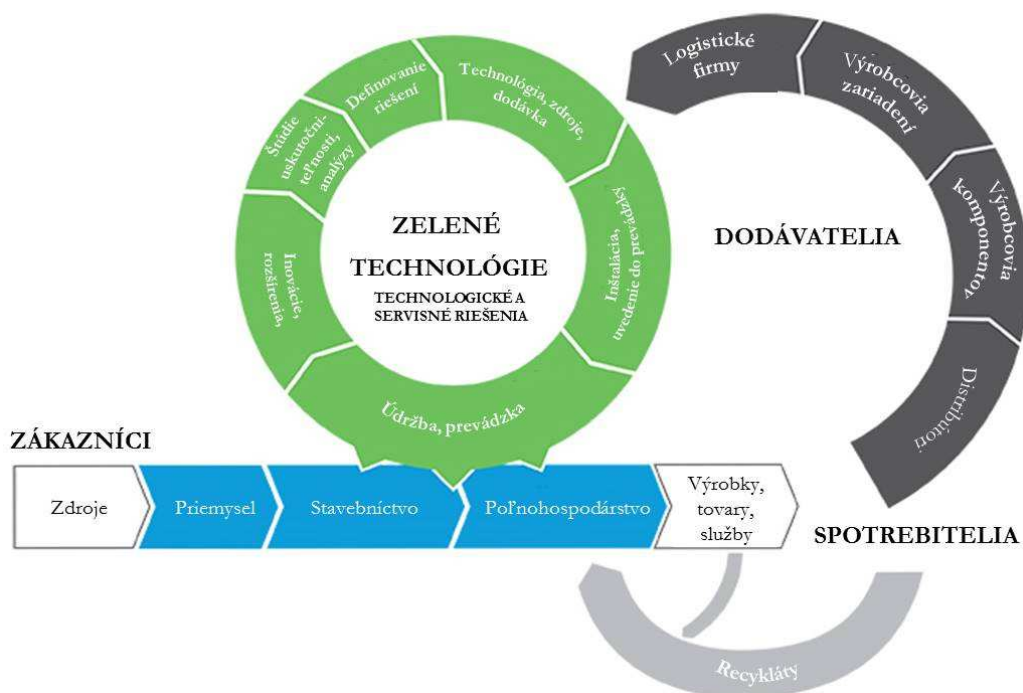 Logistické
firmy
Výrobcovia
zariadení
Výrobcovia
komponentov
Distribútori
DODÁVATELIA
Definovanie
riešení
Technológia, zdroje,
dodávka
Štúdie
uskutočni-
teľnosti,
analýzy
Inštalácia,
uvedenie do prevádzky
Inovácie,
rozšírenia,
Údržba, prevádzka
ZELENÉ
TECHNOLÓGIE
TECHNOLOGICKÉ A
SERVISNÉ RIEŠENIA
ZÁKAZNÍCI
Zdroje
Priemysel
Stavebníctvo
Poľnohospodárstvo
Výrobky,
tovary,
služby
SPOTREBITELIA
Recykláty